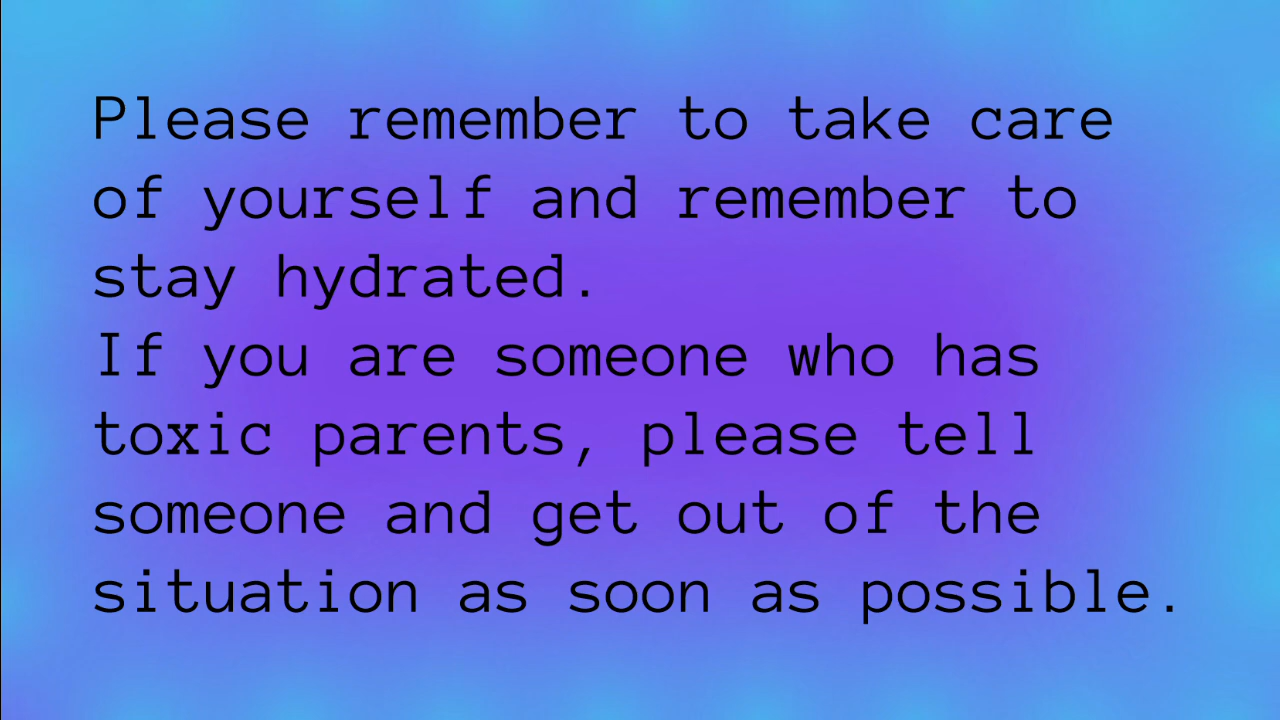 Please remember to take care
of yourself and remember to
stay hydrated.
If you are someone who has
toxic parents, please tell
someone and get out of the
situation as soon as possible.